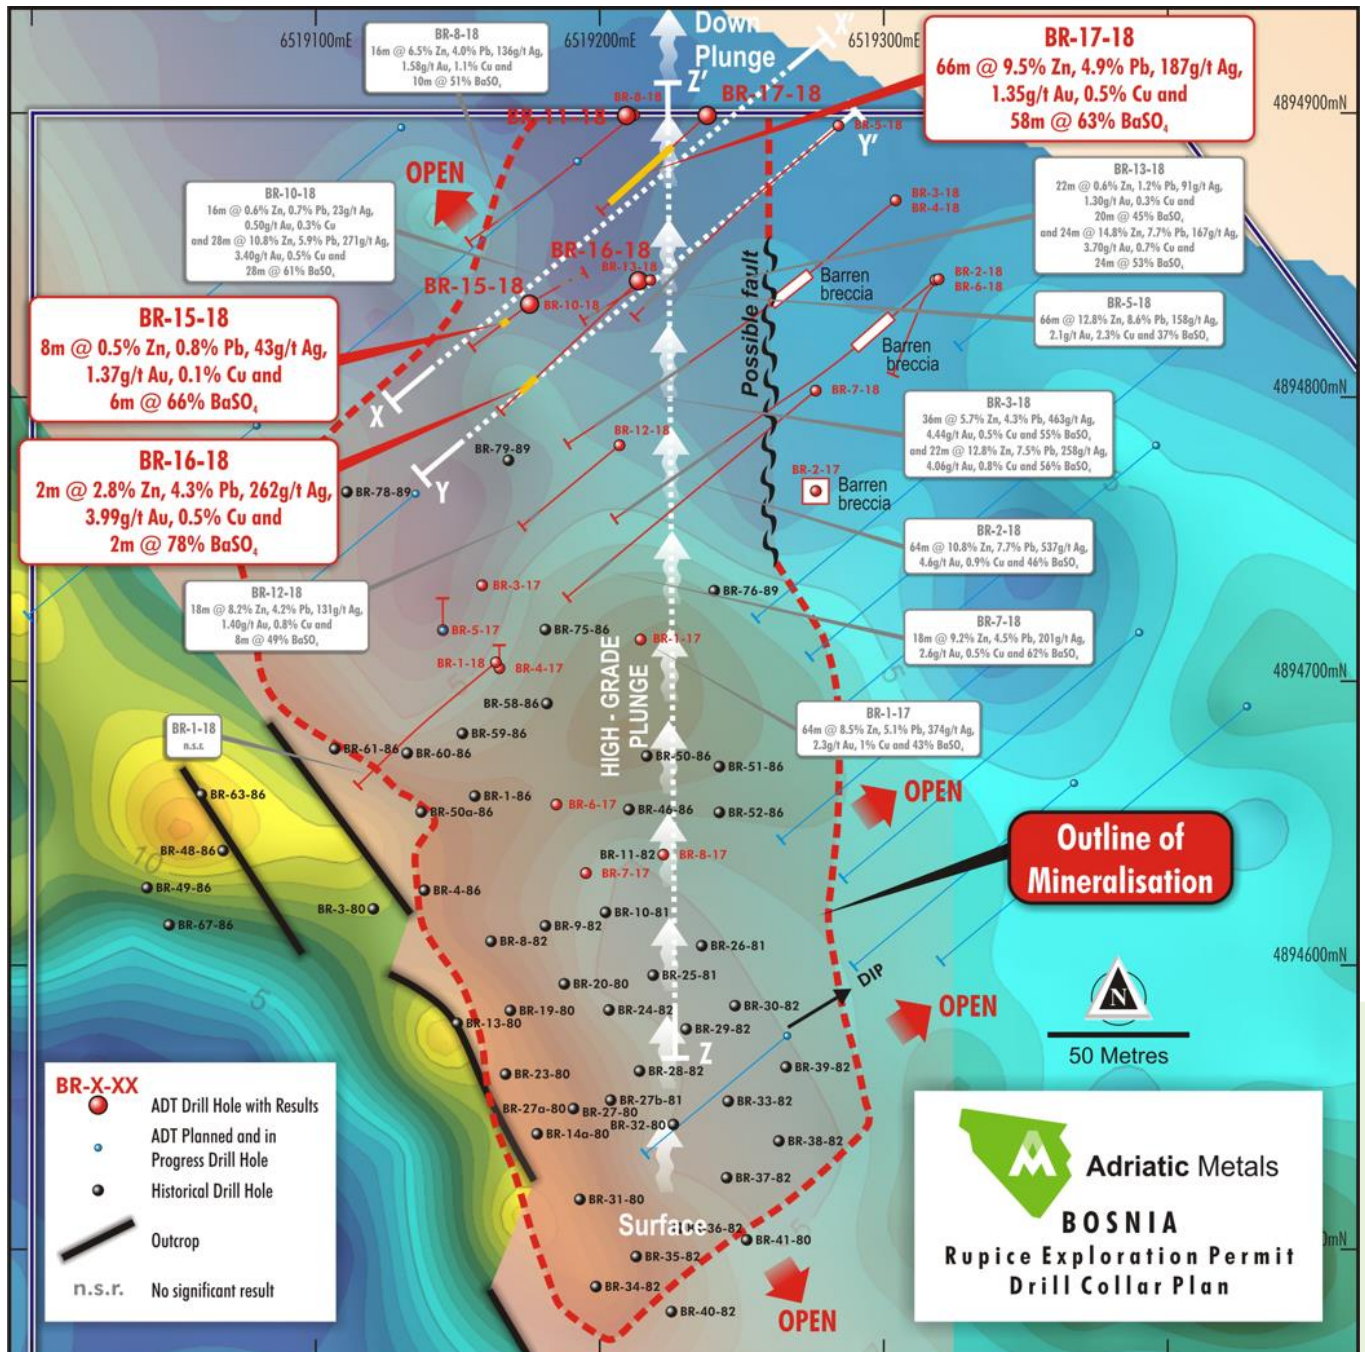 6519100mE
6519200mE
6519300mE
4894900mN
4894800mN
4894700mN
4894600mN
BR-8-18
16m @ 6.5% Zn, 4.0% Pb, 136g/t Ag,
1.58g/t Au, 1.1% Cu and
10m @ 51% BaSO₄
Down
Plunge
X'
Z'
Y'
BR-17-18
66m @ 9.5% Zn, 4.9% Pb, 187g/t Ag,
1.35g/t Au, 0.5% Cu and
58m @ 63% BaSO₄
BR-11-18
BR-8-18
BR-17-18
BR-5-18
OPEN
BR-10-18
16m @ 0.6% Zn, 0.7% Pb, 23g/t Ag,
0.50g/t Au, 0.3% Cu
and 28m @ 10.8% Zn, 5.9% Pb, 271g/t Ag,
3.40g/t Au, 0.5% Cu and
28m @ 61% BaSO₄
BR-13-18
22m @ 0.6% Zn, 1.2% Pb, 91g/t Ag,
1.30g/t Au, 0.3% Cu and
20m @ 45% BaSO₄
and 24m @ 14.8% Zn, 7.7% Pb, 167g/t Ag,
3.70g/t Au, 0.7% Cu and
24m @ 53% BaSO₄
BR-3-18
BR-4-18
BR-16-18
BR-13-18
BR-15-18
BR-10-18
Possible fault
Barren
breccia
BR-2-18
BR-6-18
Barren
breccia
BR-5-18
66m @ 12.8% Zn, 8.6% Pb, 158g/t Ag,
2.1g/t Au, 2.3% Cu and 37% BaSO₄
BR-15-18
8m @ 0.5% Zn, 0.8% Pb, 43g/t Ag,
1.37g/t Au, 0.1% Cu and
6m @ 66% BaSO₄
X
Y
BR-7-18
BR-3-18
36m @ 5.7% Zn, 4.3% Pb, 463g/t Ag,
4.44g/t Au, 0.5% Cu and 55% BaSO₄
and 22m @ 12.8% Zn, 7.5% Pb, 258g/t Ag,
4.06g/t Au, 0.8% Cu and 56% BaSO₄
BR-16-18
2m @ 2.8% Zn, 4.3% Pb, 262g/t Ag,
3.99g/t Au, 0.5% Cu and
2m @ 78% BaSO₄
BR-12-18
BR-79-89
BR-78-89
BR-2-17
Barren
breccia
BR-2-18
64m @ 10.8% Zn, 7.7% Pb, 537g/t Ag,
4.6g/t Au, 0.9% Cu and 46% BaSO₄
BR-12-18
18m @ 8.2% Zn, 4.2% Pb, 131g/t Ag,
1.40g/t Au, 0.8% Cu and
8m @ 49% BaSO₄
BR-3-17
BR-76-89
BR-5-17
BR-75-86
BR-1-17
BR-7-18
18m @ 9.2% Zn, 4.5% Pb, 201g/t Ag,
2.6g/t Au, 0.5% Cu and 62% BaSO₄
BR-1-18
BR-4-17
HIGH - GRADE
PLUNGE
BR-58-86
BR-1-17
64m @ 8.5% Zn, 5.1% Pb, 374g/t Ag,
2.3g/t Au, 1% Cu and 43% BaSO₄
BR-1-18
n.s.r.
BR-59-86
BR-61-86
BR-60-86
BR-50-86
BR-51-86
BR-63-86
BR-1-86
BR-50a-86
BR-6-17
BR-46-86
BR-52-86
OPEN
Outline of
Mineralisation
BR-48-86
10
BR-11-82
BR-8-17
BR-7-17
BR-49-86
BR-4-86
BR-3-80
BR-67-86
BR-10-81
BR-9-82
BR-8-82
BR-26-81
5
BR-25-81
BR-20-80
DIP
BR-19-80
BR-24-82
BR-30-82
BR-13-80
BR-29-82
OPEN
N
50 Metres
Z
BR-23-80
BR-28-82
BR-39-82
BR-27b-81
BR-33-82
BR-27a-80
BR-27-80
BR-32-80
BR-14a-80
BR-38-82
BR-37-82
BR-31-80
Surface
36-82
BR-41-80
BR-35-82
BR-34-82
BR-40-82
OPEN
BR-X-XX
ADT Drill Hole with Results
ADT Planned and in
Progress Drill Hole
Historical Drill Hole
Outcrop
n.s.r.
No significant result
Adriatic Metals
BOSNIA
Rupice Exploration Permit
Drill Collar Plan
0mN